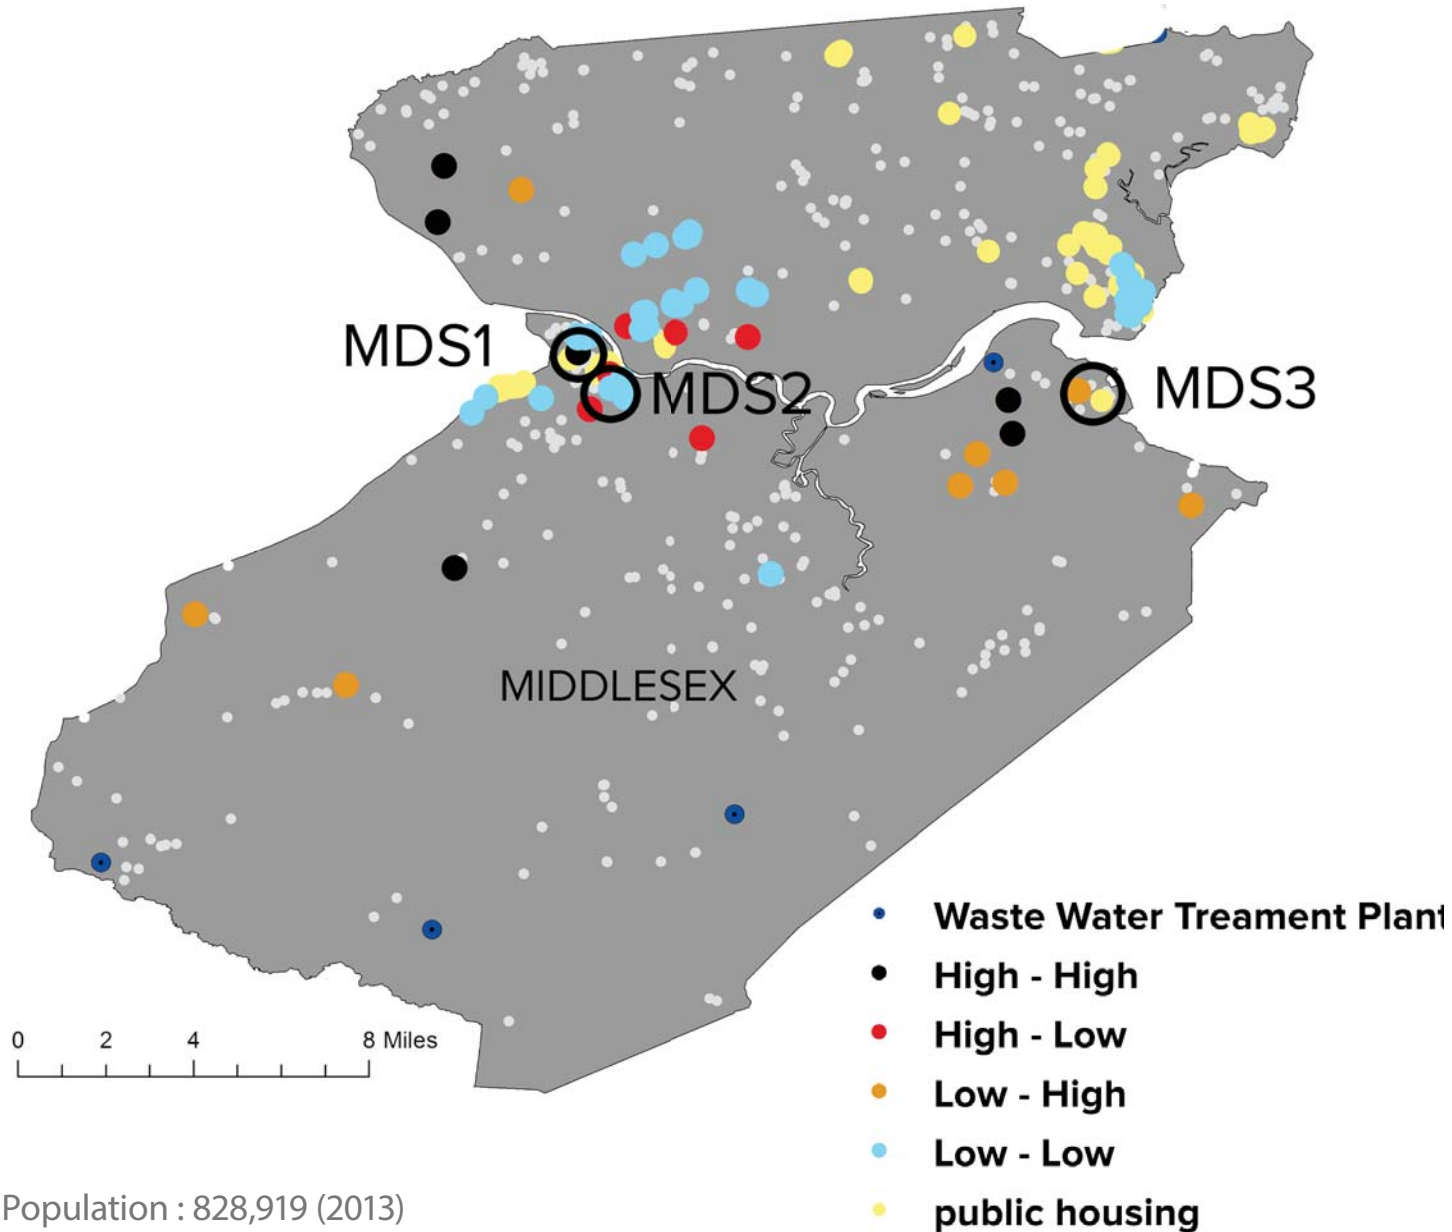 MDS1
MDS2
MDS3
MIDDLESEX
Waste Water Treament Plant
High - High
High - Low
Low - High
Low - Low
public housing
0 2 4 8 Miles
Population : 828,919 (2013)